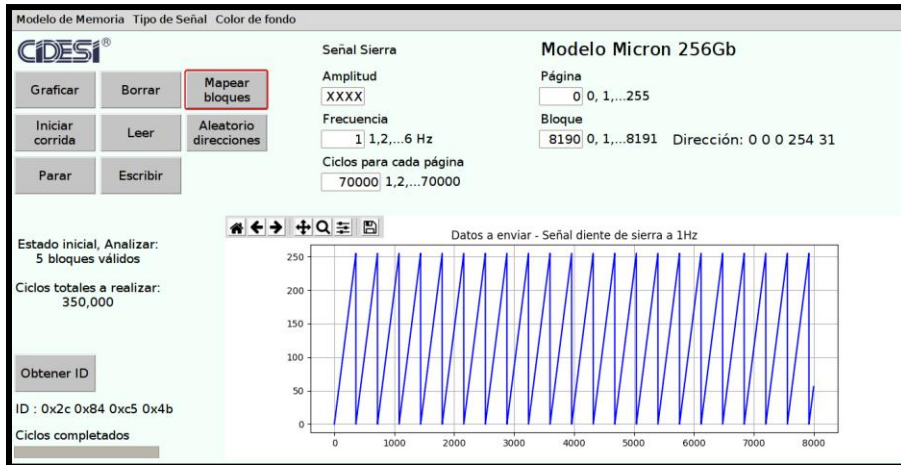 Modelo de Memoria Tipo de Señal Color de fondo
CIDESI®
Señal Sierra
Modelo Micron 256Gb
Graficar
Borrar
Mapear
bloques
Amplitud
XXXX
Página
0 0, 1,...255
Iniciar
corrida
Leer
Aleatorio
direcciones
Frecuencia
1 1,2,...6 Hz
Bloque
8190 0, 1,...8191 Dirección: 0 0 0 254 31
Parar
Escribir
Ciclos para cada página
70000 1,2,...70000
Estado inicial, Analizar:
5 bloques válidos
Ciclos totales a realizar:
350,000
Obtener ID
ID : 0x2c 0x84 0xc5 0x4b
Ciclos completados
Datos a enviar - Señal diente de sierra a 1Hz
250
200
150
100
50
0
0 1000 2000 3000 4000 5000 6000 7000 8000